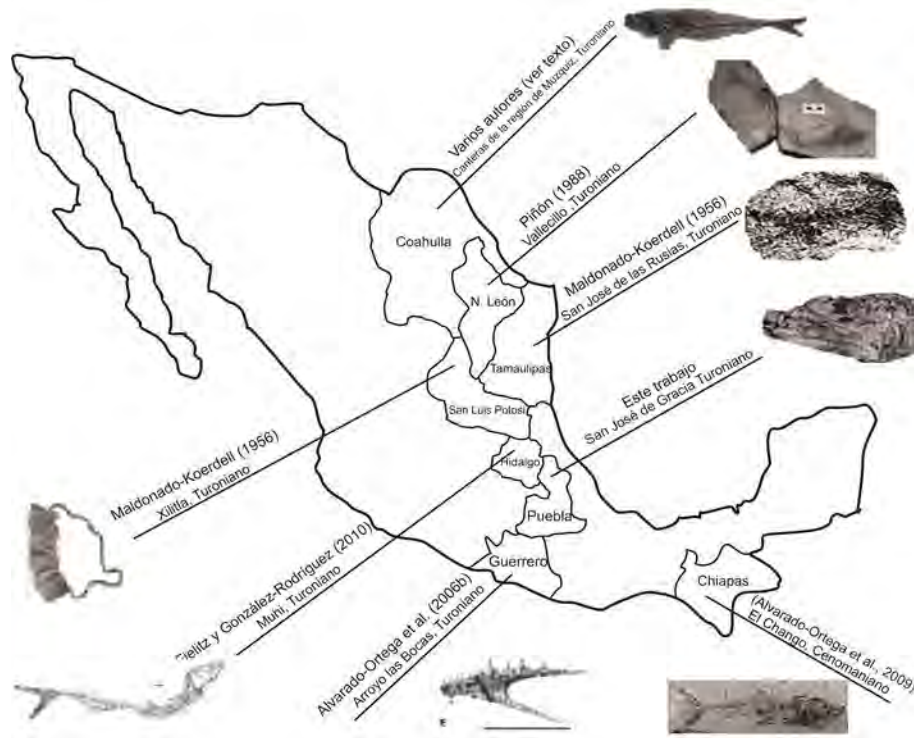 Varios autores (ver texto)
Canteras de la región de Muzquiz, Turoniano
Piñón (1988)
Vallecillo ,Turoniano
Maldonado-Koerdell (1956)
San José de las Rusias, Turoniano
Este trabajo
San José de Gracia Turoniano
Coahulla
N. León
Tamaulipas
San Luis Potosí
Hidalgo
Puebla
Guerrero
Chiapas
Maldonado-Koerdell (1956)
Xilitla, Turoniano
ielitz y González-Rodríguez (2010)
Muhi, Turoniano
Alvarado-Ortega et al. (2006b)
Arroyo las Bocas, Turoniano
(Alvarado-Ortega et al., 2009)
El Chango, Cenomaniano
E